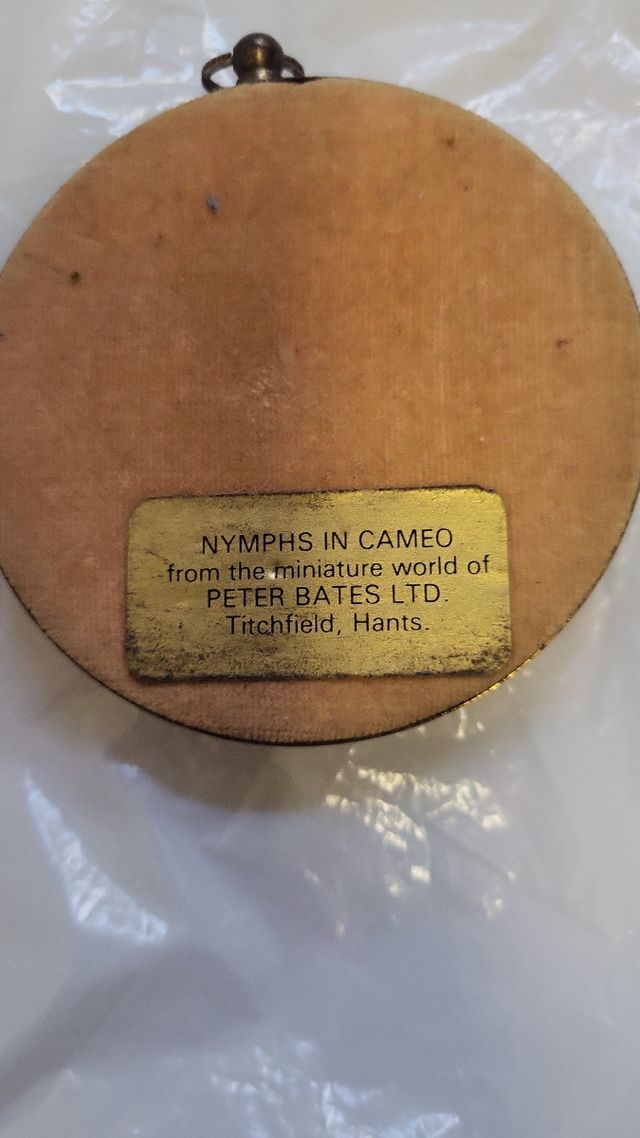 NYMPHS IN CAMEO
from the miniature world of
PETER BATES LTD.
Titchfield, Hants.